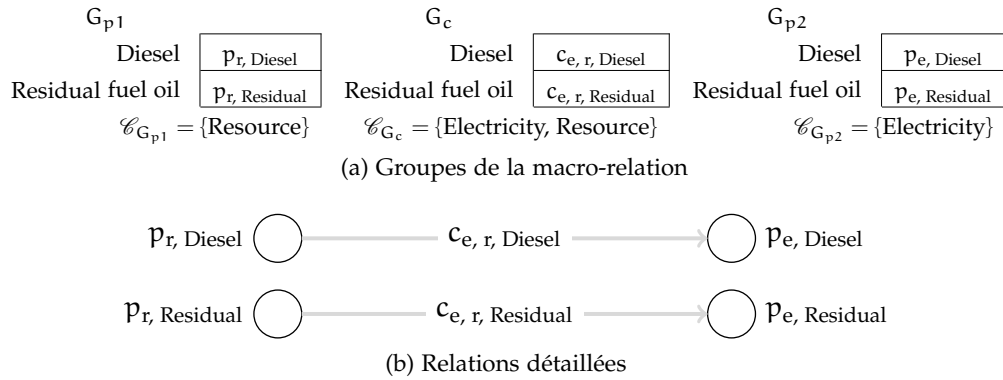 G_p1 G_c G_p2
Diesel p_r, Diesel Diesel c_e, r, Diesel Diesel p_e, Diesel
Residual fuel oil p_r, Residual Residual fuel oil c_e, r, Residual Residual fuel oil p_e, Residual
𝒞_G_p1 = {Resource} 𝒞_G_c = {Electricity, Resource} 𝒞_G_p2 = {Electricity}
(a) Groupes de la macro-relation
p_r, Diesel c_e, r, Diesel p_e, Diesel
p_r, Residual c_e, r, Residual p_e, Residual
(b) Relations détaillées